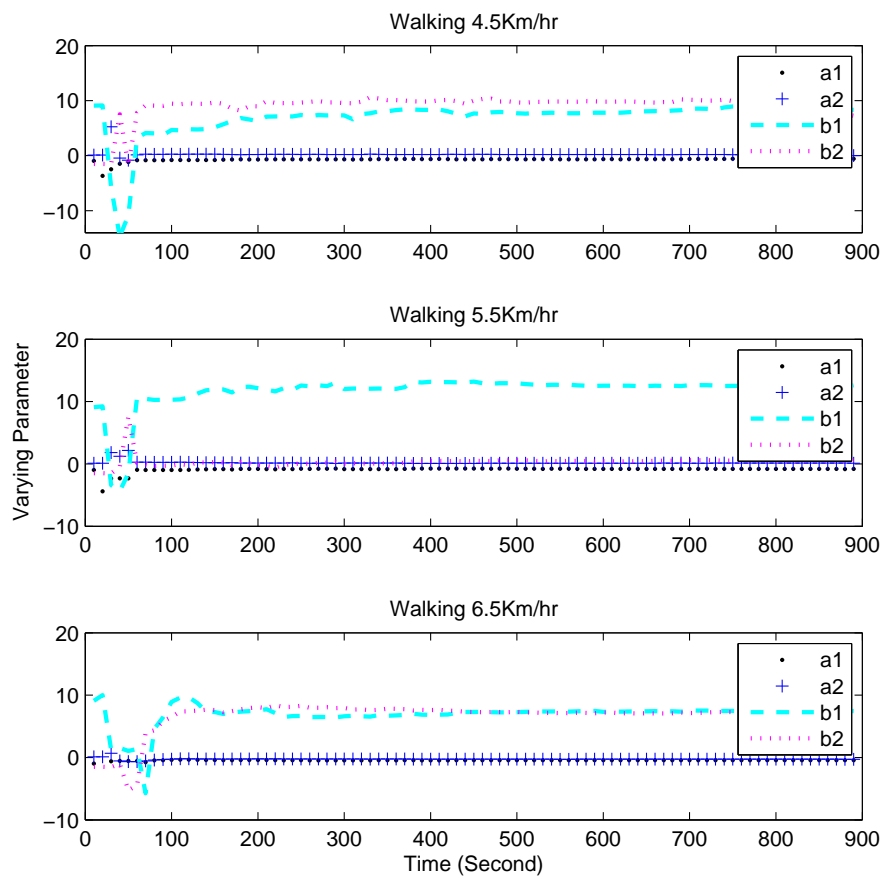 Walking 4.5Km/hr
20
10
0
−10
0 100 200 300 400 500 600 700 800 900
a1
a2
b1
b2
Walking 5.5Km/hr
Varying Parameter
20
10
0
−10
0 100 200 300 400 500 600 700 800 900
a1
a2
b1
b2
Walking 6.5Km/hr
20
10
0
−10
0 100 200 300 400 500 600 700 800 900
a1
a2
b1
b2
Time (Second)